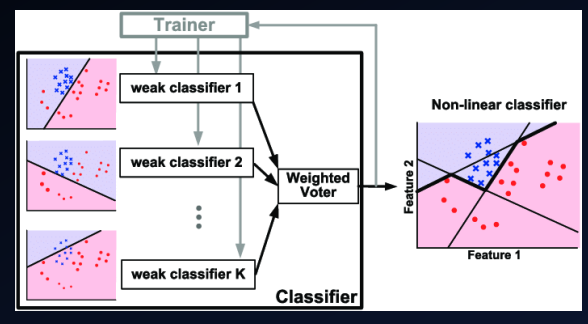 Trainer
weak classifier 1
weak classifier 2
weak classifier K
Weighted
Voter
Classifier
Non-linear classifier
Feature 2
Feature 1